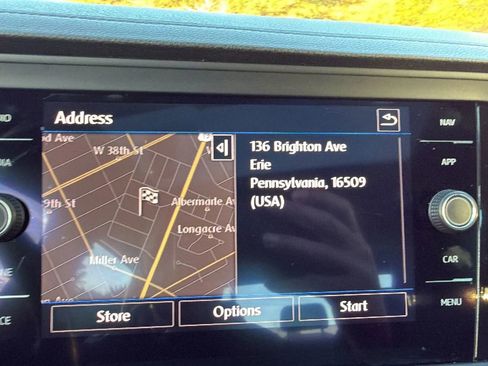 Address
NAV
APP
CAR
MENU
W 38th St
Albermarle Av
Longacre Av
Miller Ave
136 Brighton Ave
Erie
Pennsylvania, 16509
(USA)
Store
Options
Start